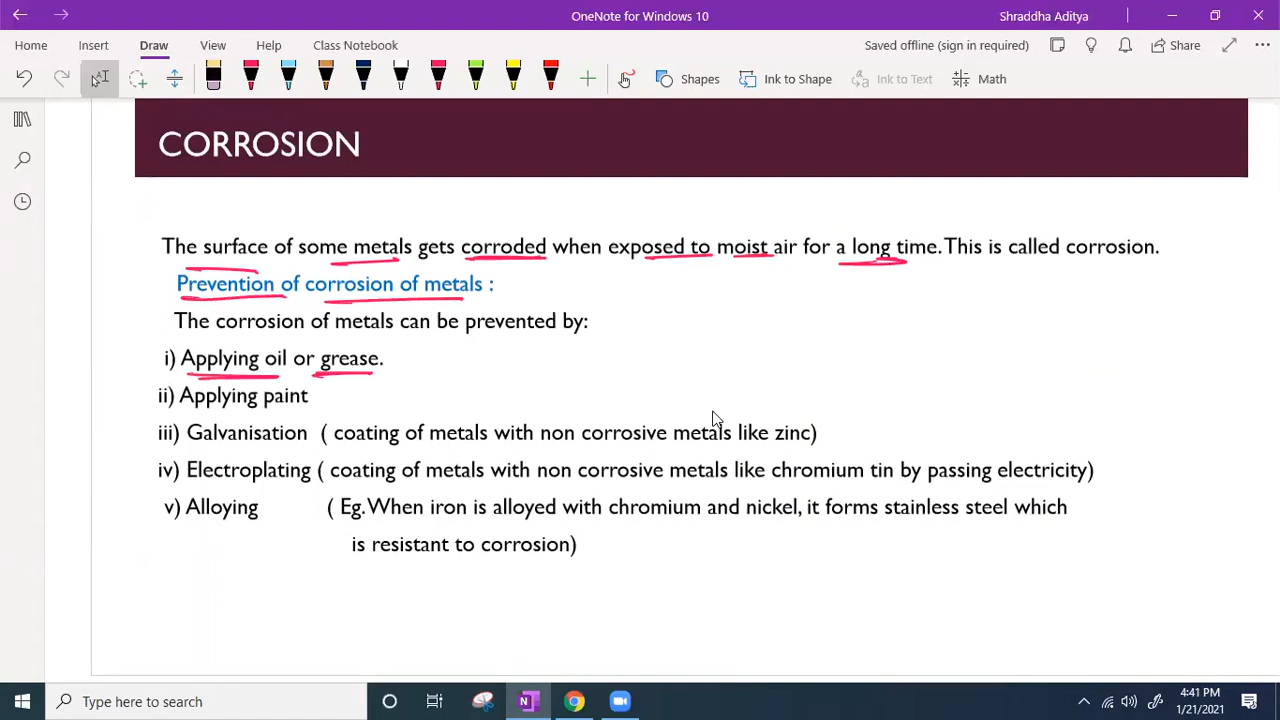 OneNote for Windows 10
Shraddha Aditya
Home Insert Draw View Help Class Notebook
Saved offline (sign in required)
Share
Shapes
Ink to Shape
Ink to Text
Math
CORROSION
The surface of some metals gets corroded when exposed to moist air for a long time. This is called corrosion.
Prevention of corrosion of metals :
The corrosion of metals can be prevented by:
i) Applying oil or grease.
ii) Applying paint
iii) Galvanisation ( coating of metals with non corrosive metals like zinc)
iv) Electroplating ( coating of metals with non corrosive metals like chromium tin by passing electricity)
v) Alloying ( Eg. When iron is alloyed with chromium and nickel, it forms stainless steel which
is resistant to corrosion)
Type here to search
4:41 PM
1/21/2021